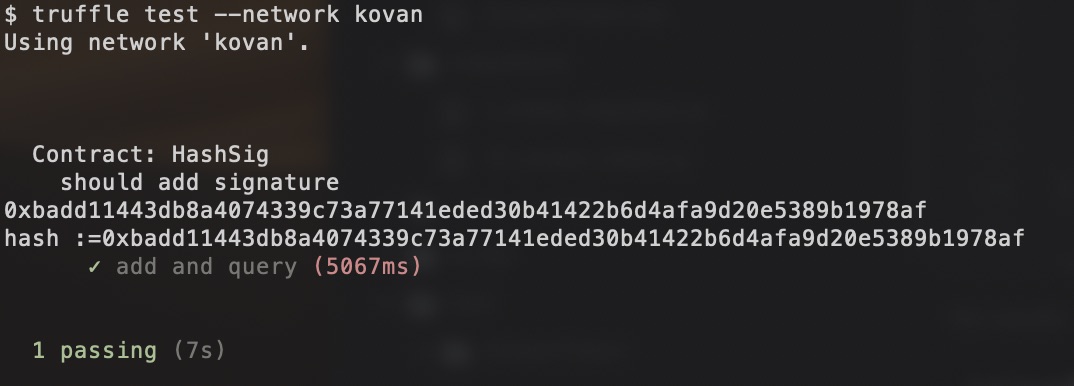 $ truffle test --network kovan
Using network 'kovan'.
Contract: HashSig
should add signature
0xbadd11443db8a4074339c73a77141eded30b41422b6d4afa9d20e5389b1978af
hash :=0xbadd11443db8a4074339c73a77141eded30b41422b6d4afa9d20e5389b1978af
✓ add and query (5067ms)
1 passing (7s)